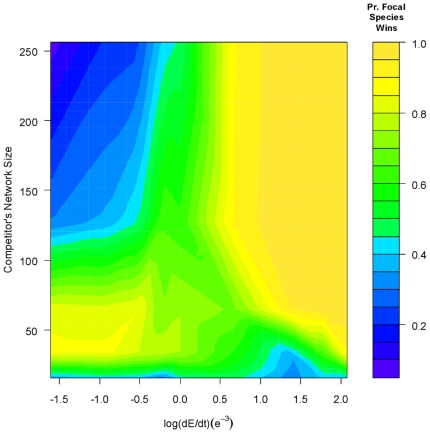 Pr. Focal
Species
Wins
250
200
150
100
50
Competitor's Network Size
-1.5 -1.0 -0.5 0.0 0.5 1.0 1.5 2.0
log(dE/dt)(e⁻³)
1.0
0.8
0.6
0.4
0.2